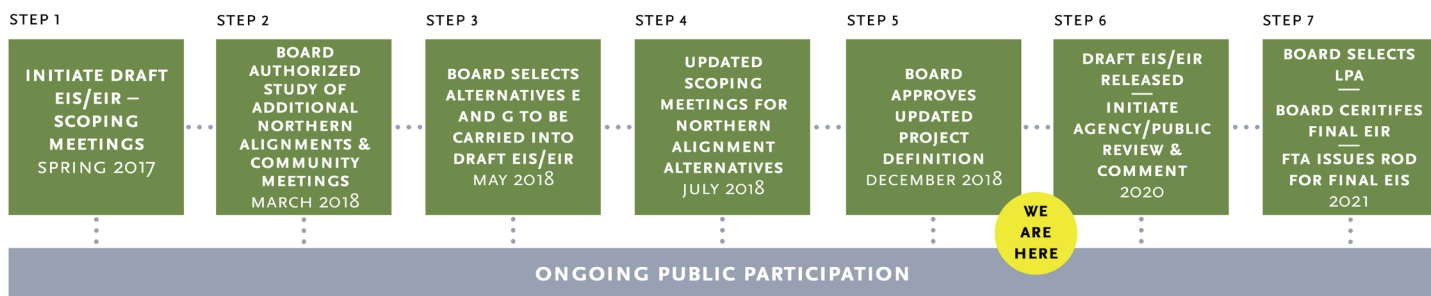 STEP 1
INITIATE DRAFT
EIS/EIR –
SCOPING
MEETINGS
SPRING 2017
STEP 2
BOARD
AUTHORIZED
STUDY OF
ADDITIONAL
NORTHERN
ALIGNMENTS &
COMMUNITY
MEETINGS
MARCH 2018
STEP 3
BOARD SELECTS
ALTERNATIVES E
AND G TO BE
CARRIED INTO
DRAFT EIS/EIR
MAY 2018
STEP 4
UPDATED
SCOPING
MEETINGS FOR
NORTHERN
ALIGNMENT
ALTERNATIVES
JULY 2018
STEP 5
BOARD
APPROVES
UPDATED
PROJECT
DEFINITION
DECEMBER 2018
WE
ARE
HERE
STEP 6
DRAFT EIS/EIR
RELEASED
INITIATE
AGENCY/PUBLIC
REVIEW &
COMMENT
2020
STEP 7
BOARD SELECTS
LPA
BOARD CERITIFES
FINAL EIR
FTA ISSUES ROD
FOR FINAL EIS
2021
ONGOING PUBLIC PARTICIPATION